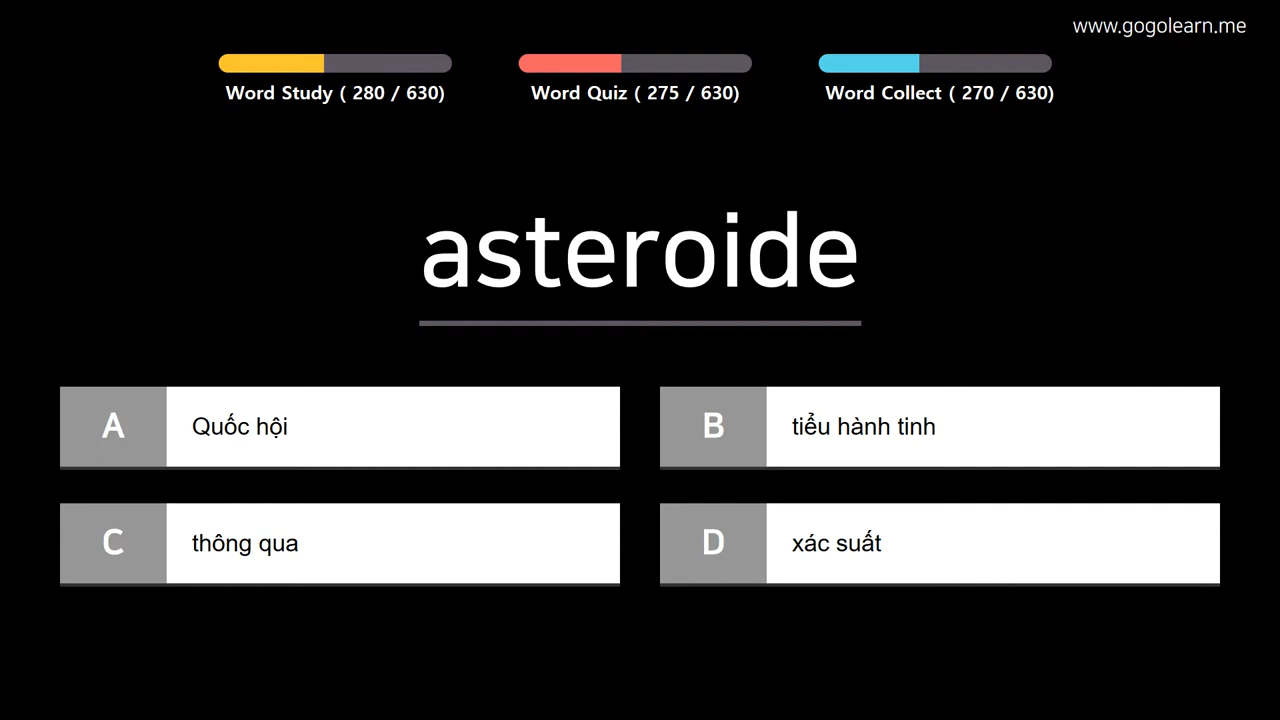 www.gogolearn.me
Word Study ( 280 / 630)
Word Quiz ( 275 / 630)
Word Collect ( 270 / 630)
asteroide
A
Quốc hội
B
tiểu hành tinh
C
thông qua
D
xác suất